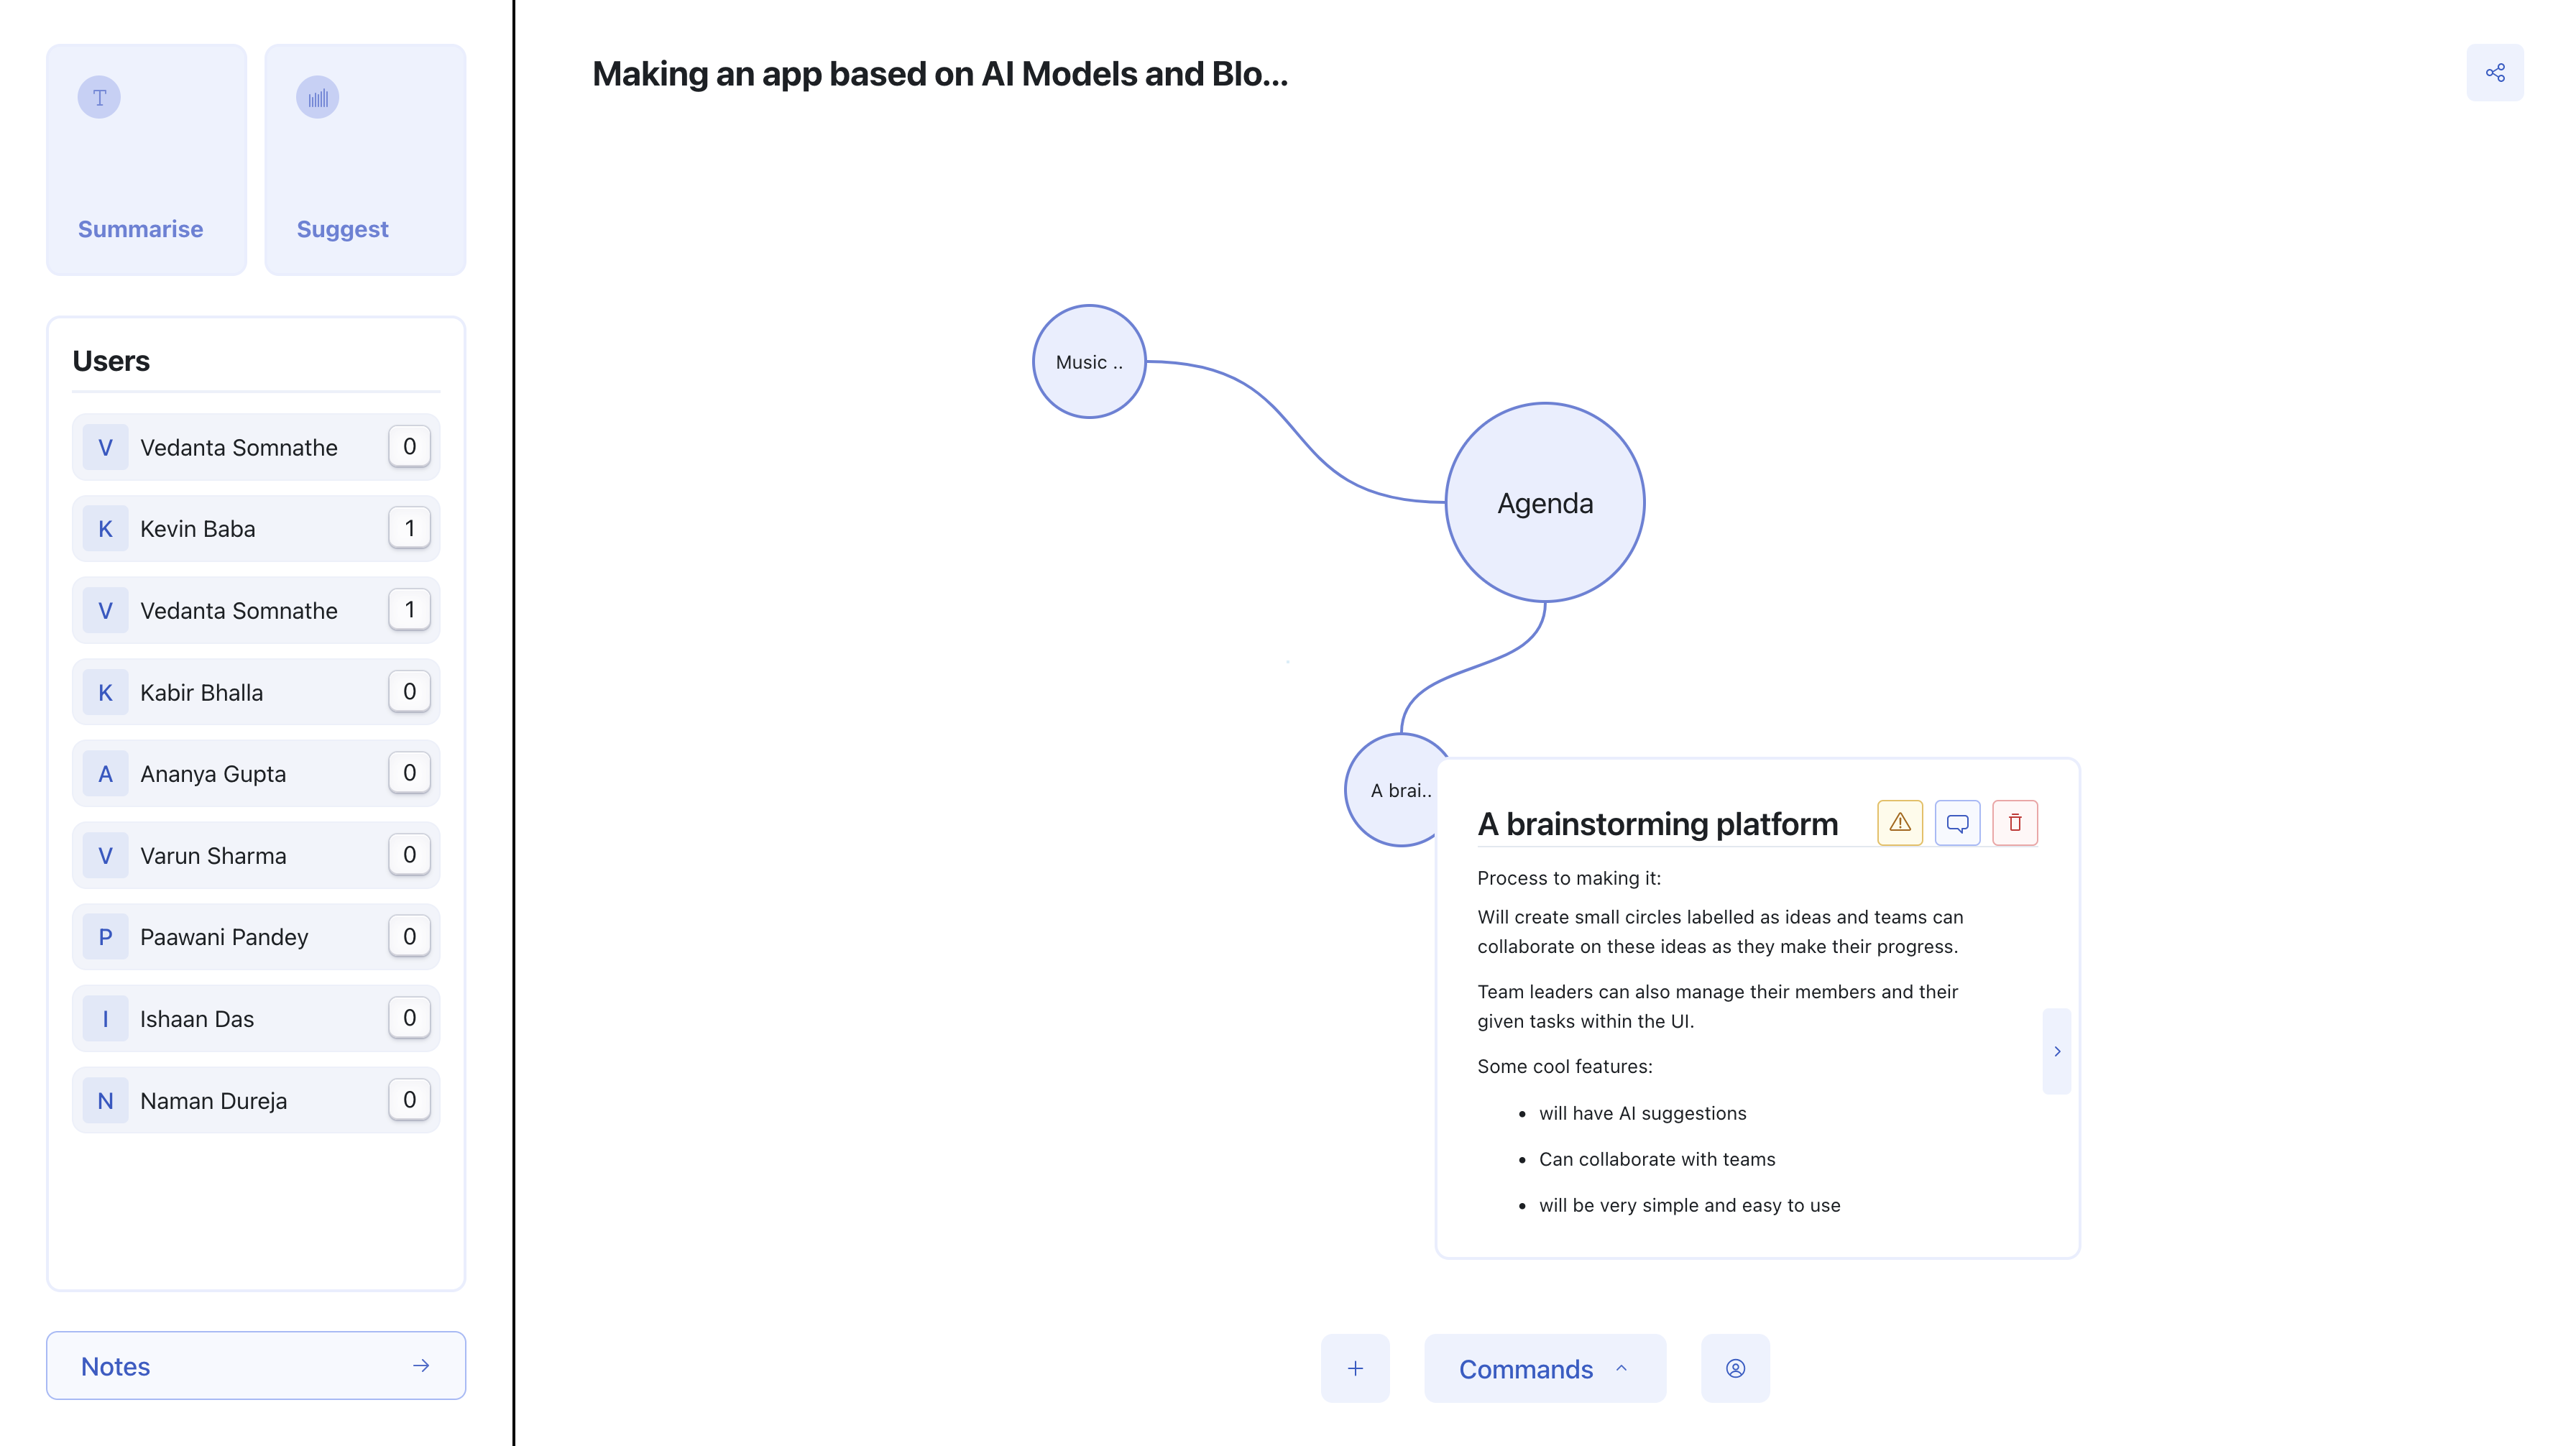 Summarise
Suggest
Users
V Vedanta Somnathe 0
K Kevin Baba 1
V Vedanta Somnathe 1
K Kabir Bhalla 0
A Ananya Gupta 0
V Varun Sharma 0
P Paawani Pandey 0
I Ishaan Das 0
N Naman Dureja 0
Notes
Making an app based on AI Models and Blo...
Music ..
Agenda
A brai..
A brainstorming platform
Process to making it:
Will create small circles labelled as ideas and teams can
collaborate on these ideas as they make their progress.
Team leaders can also manage their members and their
given tasks within the UI.
Some cool features:
• will have AI suggestions
• Can collaborate with teams
• will be very simple and easy to use
Commands